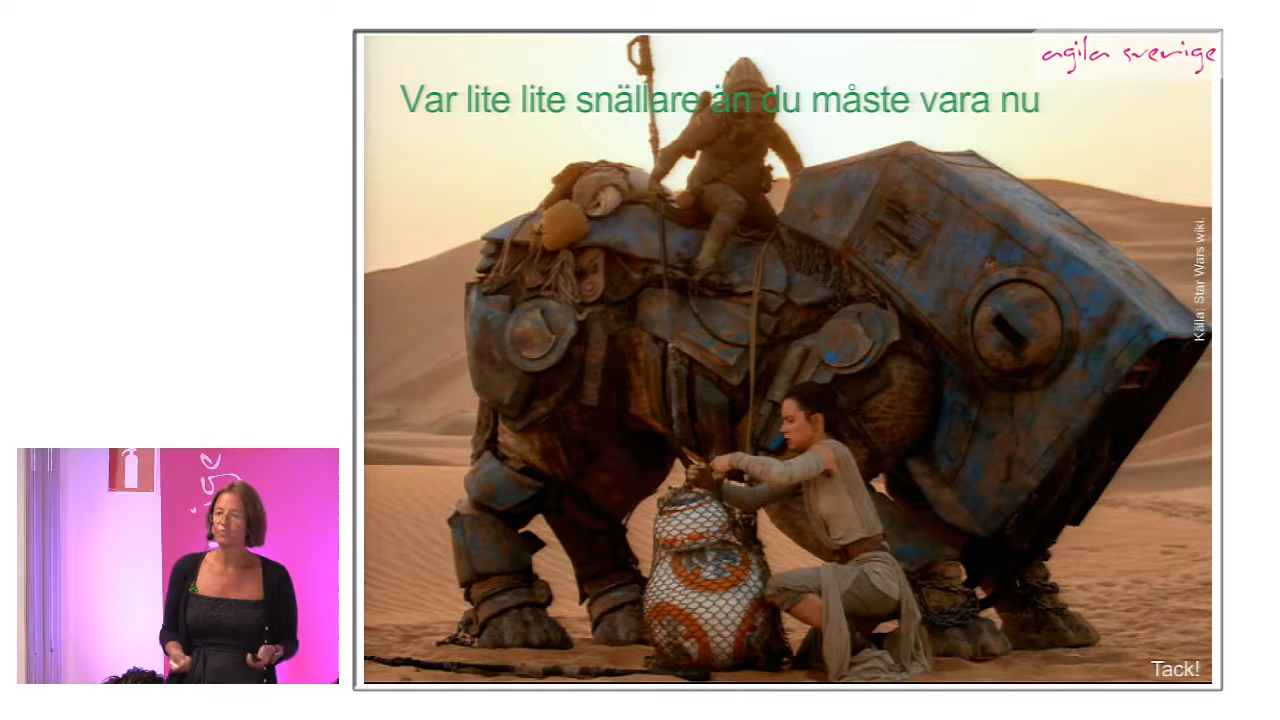 agila sverige
Var lite lite snällare än du måste vara nu
Källa: Star Wars wiki.
Tack!